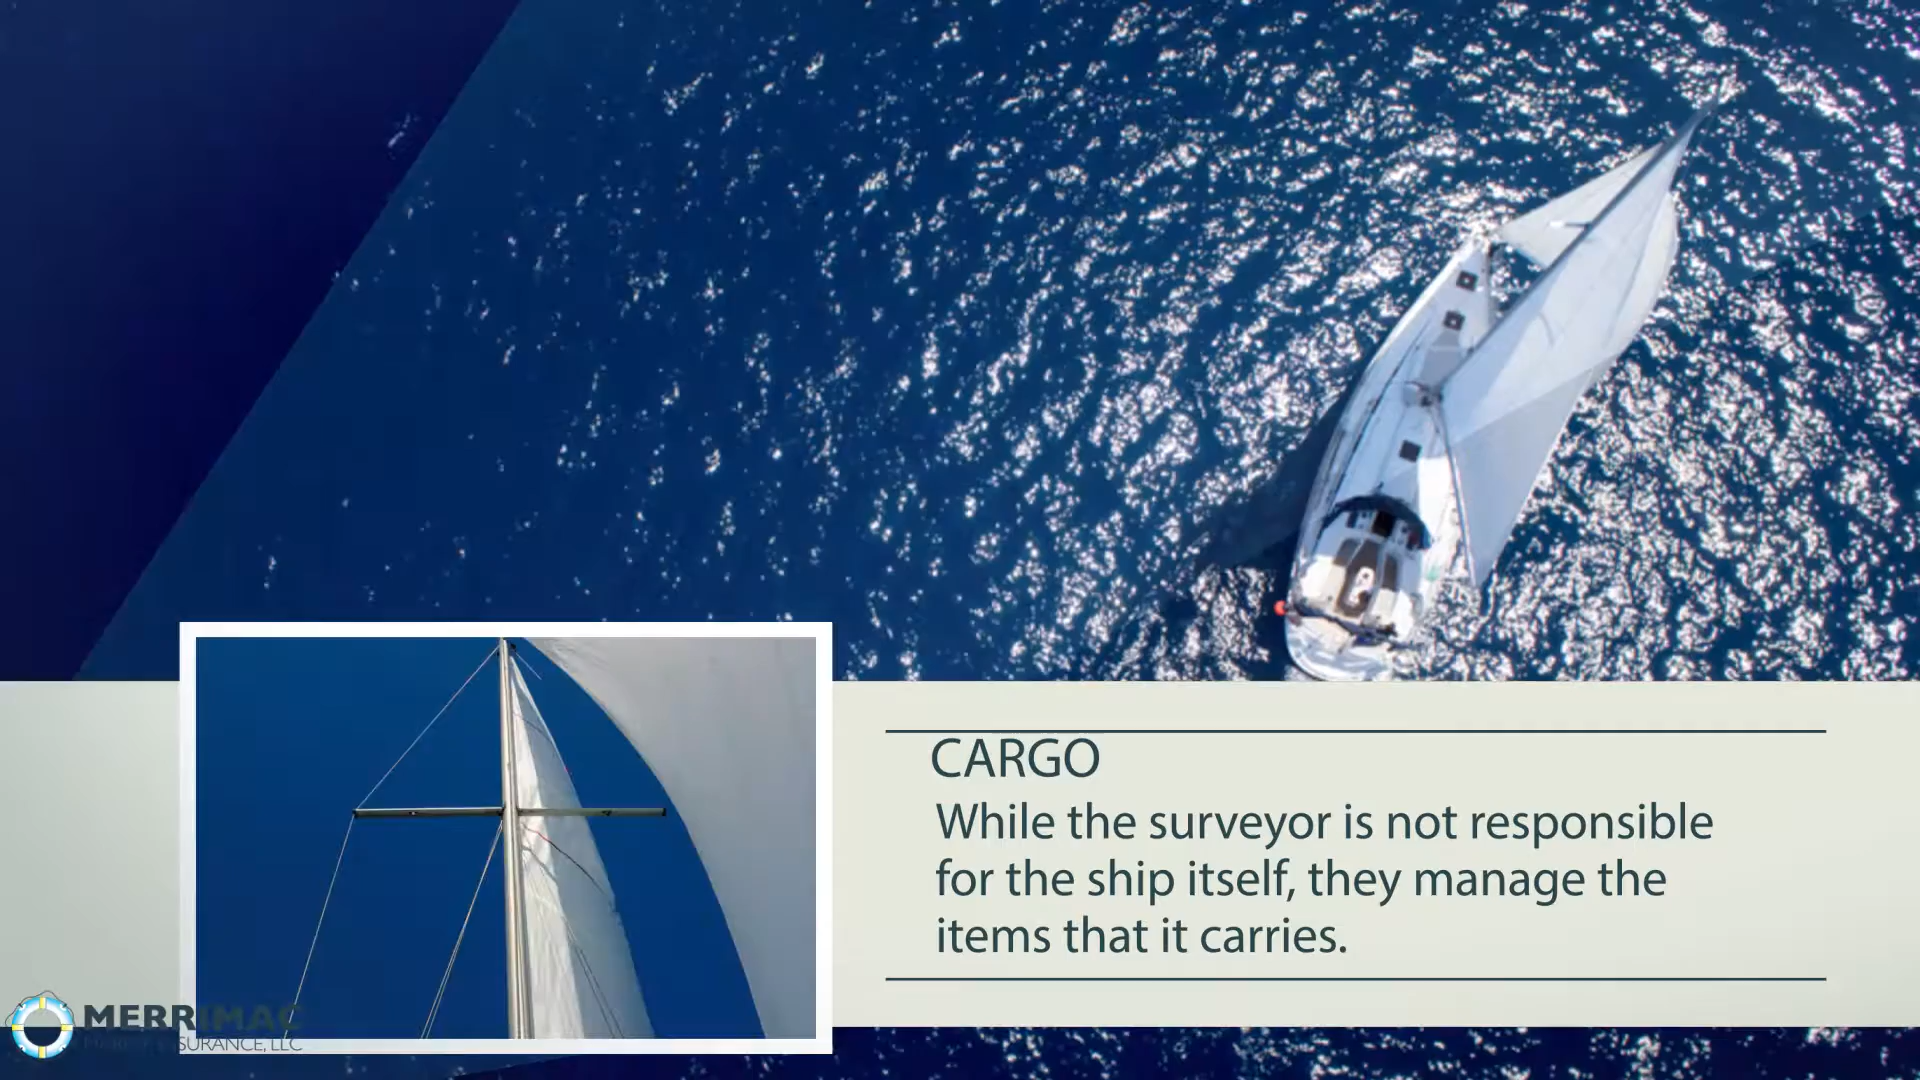 CARGO
While the surveyor is not responsible
for the ship itself, they manage the
items that it carries.
MERRIMAC
INSURANCE, LLC